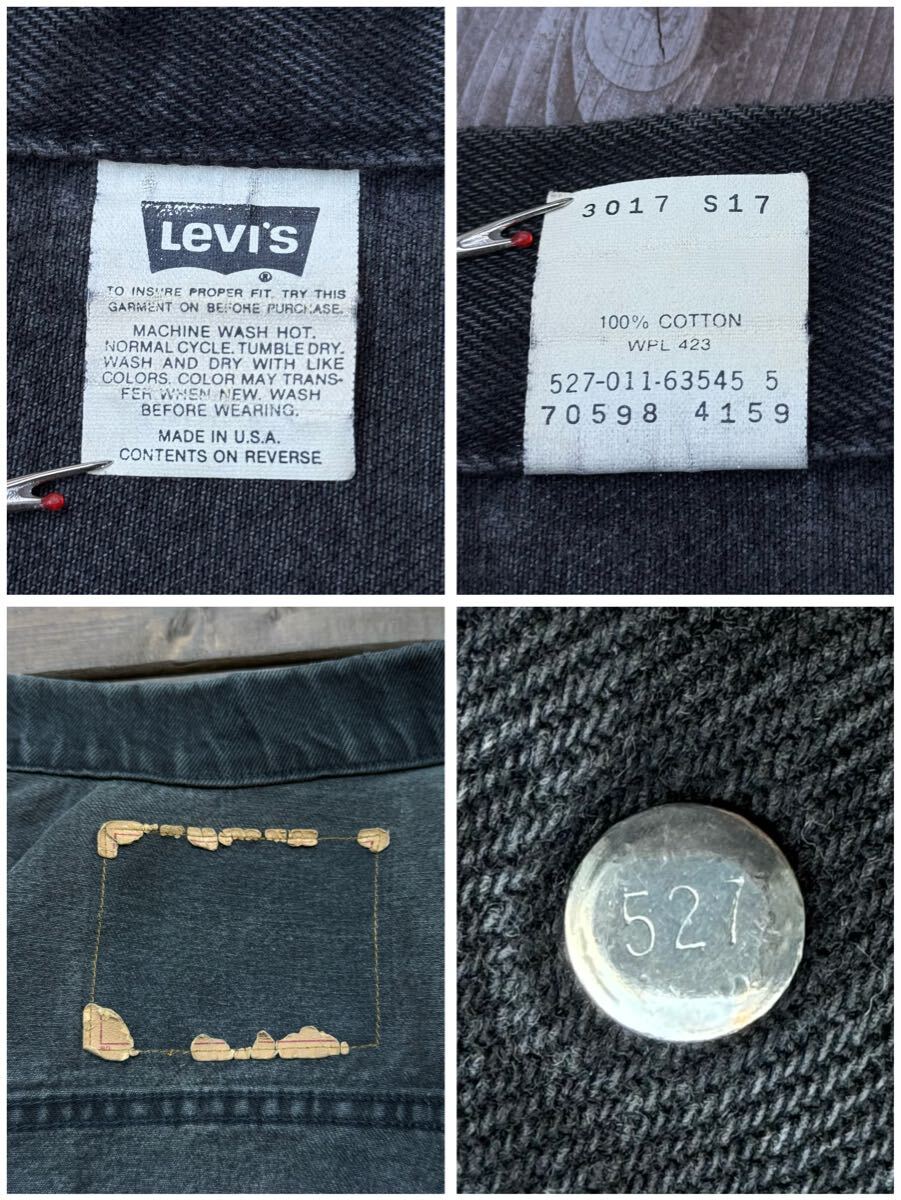 Levi's
®
TO INSURE PROPER FIT. TRY THIS
GARMENT ON BEFORE PURCHASE.
MACHINE WASH HOT.
NORMAL CYCLE. TUMBLE DRY.
WASH AND DRY WITH LIKE
COLORS. COLOR MAY TRANS-
FER WHEN NEW. WASH
BEFORE WEARING.
MADE IN U.S.A.
CONTENTS ON REVERSE
3017 S17
100% COTTON
WPL 423
527-011-63545 5
70598 4159
527